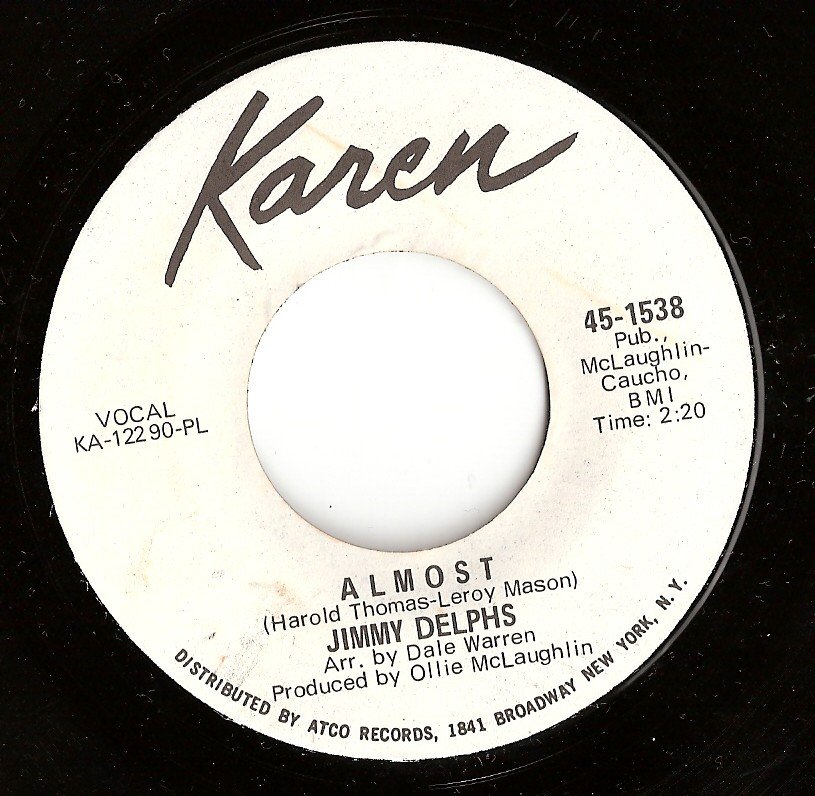 Karen
45-1538
Pub.,
McLaughlin-
Caucho,
BMI
Time: 2:20
VOCAL
KA-12290-PL
ALMOST
(Harold Thomas-Leroy Mason)
JIMMY DELPHS
Arr. by Dale Warren
Produced by Ollie McLaughlin
DISTRIBUTED BY ATCO RECORDS, 1841 BROADWAY NEW YORK, N.Y.